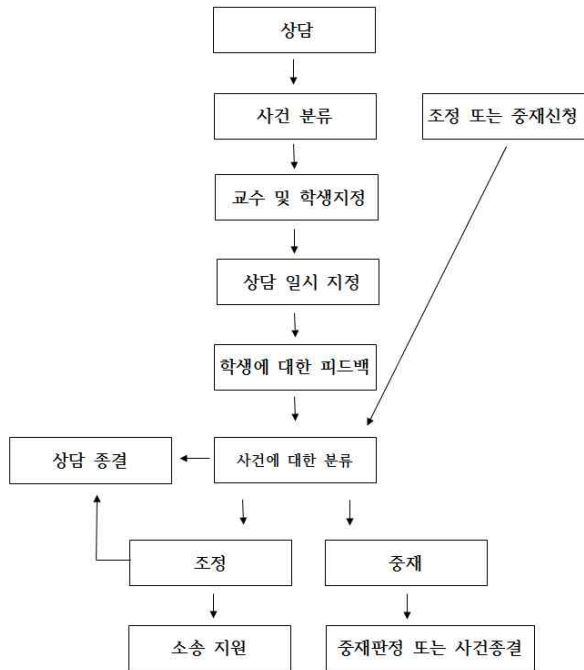 상담
사건 분류
조정 또는 중재신청
교수 및 학생지정
상담 일시 지정
학생에 대한 피드백
상담 종결
사건에 대한 분류
조정
중재
소송 지원
중재판정 또는 사건종결